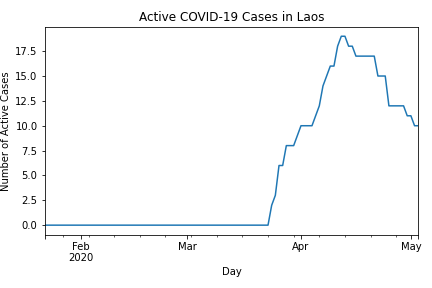 Active COVID-19 Cases in Laos
Number of Active Cases
17.5
15.0
12.5
10.0
7.5
5.0
2.5
0.0
Feb Mar Apr May
2020
Day